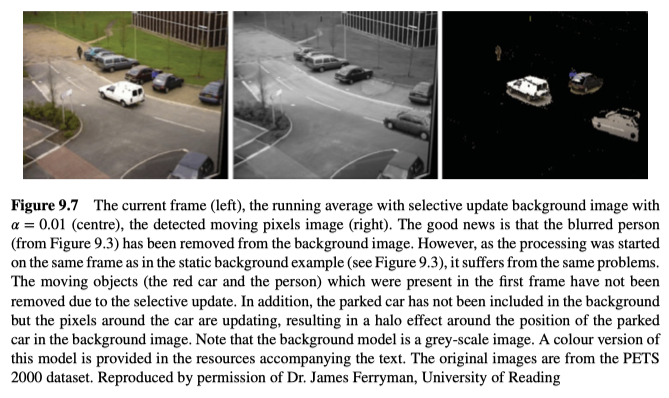 Figure 9.7 The current frame (left), the running average with selective update background image with
α = 0.01 (centre), the detected moving pixels image (right). The good news is that the blurred person
(from Figure 9.3) has been removed from the background image. However, as the processing was started
on the same frame as in the static background example (see Figure 9.3), it suffers from the same problems.
The moving objects (the red car and the person) which were present in the first frame have not been
removed due to the selective update. In addition, the parked car has not been included in the background
but the pixels around the car are updating, resulting in a halo effect around the position of the parked
car in the background image. Note that the background model is a grey-scale image. A colour version of
this model is provided in the resources accompanying the text. The original images are from the PETS
2000 dataset. Reproduced by permission of Dr. James Ferryman, University of Reading